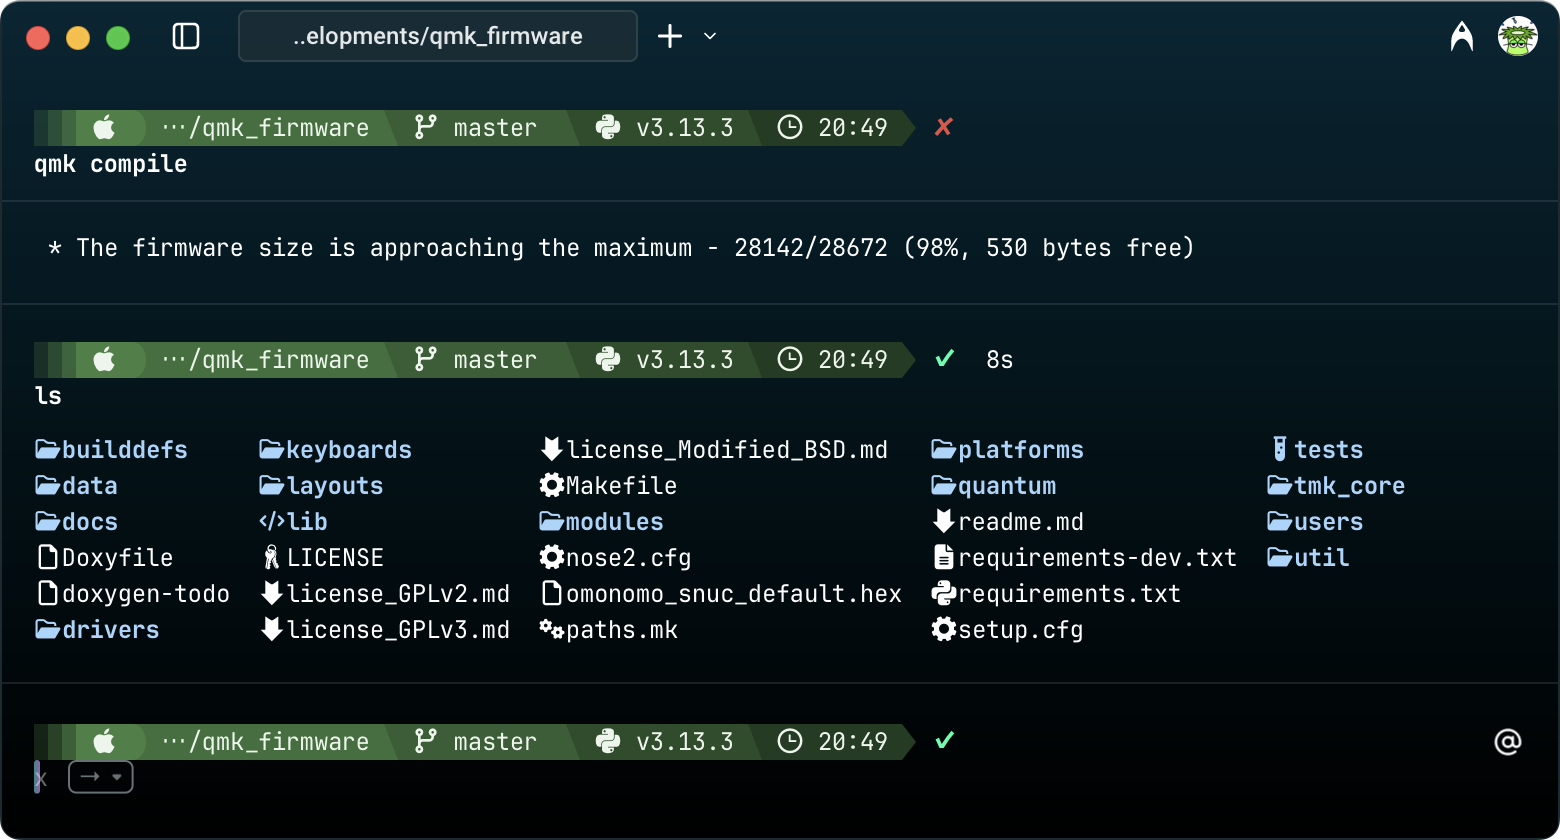 ..elopments/qmk_firmware
···/qmk_firmware master v3.13.3 20:49 ✗
qmk compile
* The firmware size is approaching the maximum - 28142/28672 (98%, 530 bytes free)
···/qmk_firmware master v3.13.3 20:49 ✓ 8s
ls
builddefs keyboards license_Modified_BSD.md platforms tests
data layouts Makefile quantum tmk_core
docs lib modules readme.md users
Doxyfile LICENSE nose2.cfg requirements-dev.txt util
doxygen-todo license_GPLv2.md omonomo_snuc_default.hex requirements.txt
drivers license_GPLv3.md paths.mk setup.cfg
···/qmk_firmware master v3.13.3 20:49 ✓ @
x →